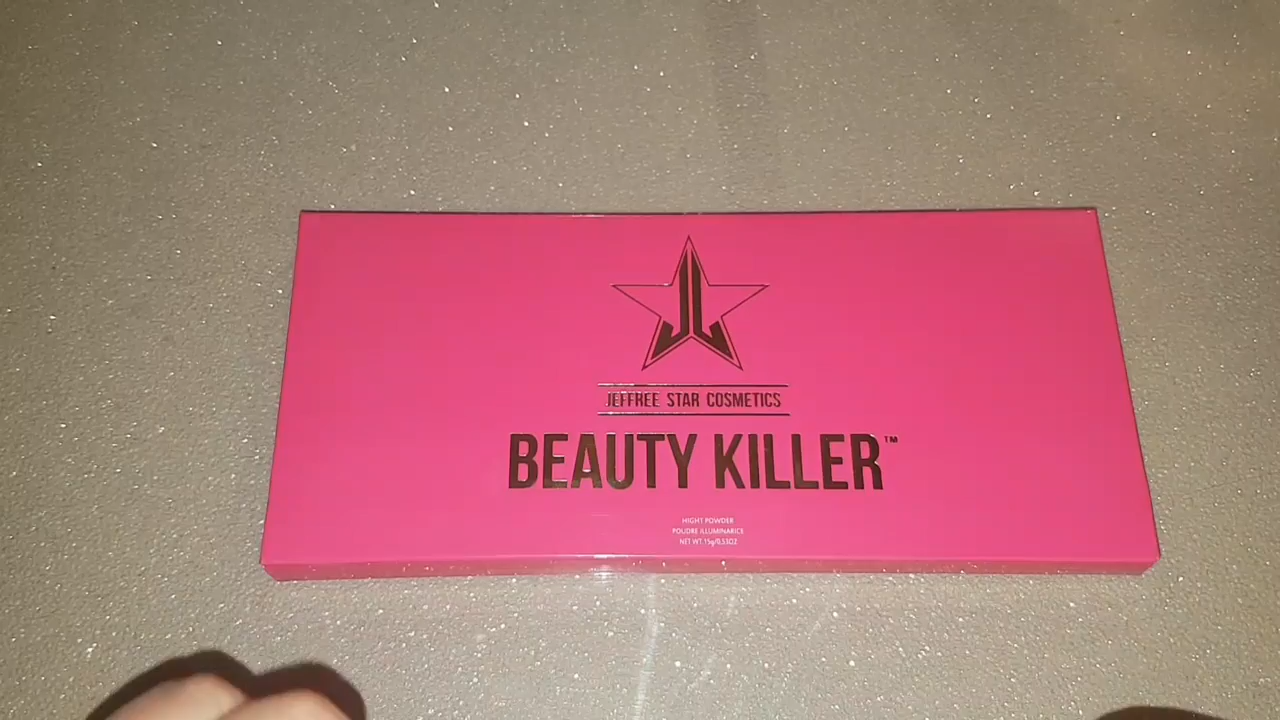 JEFFREE STAR COSMETICS
BEAUTY KILLER™
HIGHT POWDER
POUDRE ILLUMINARICE
NET WT.15g/0.53OZ